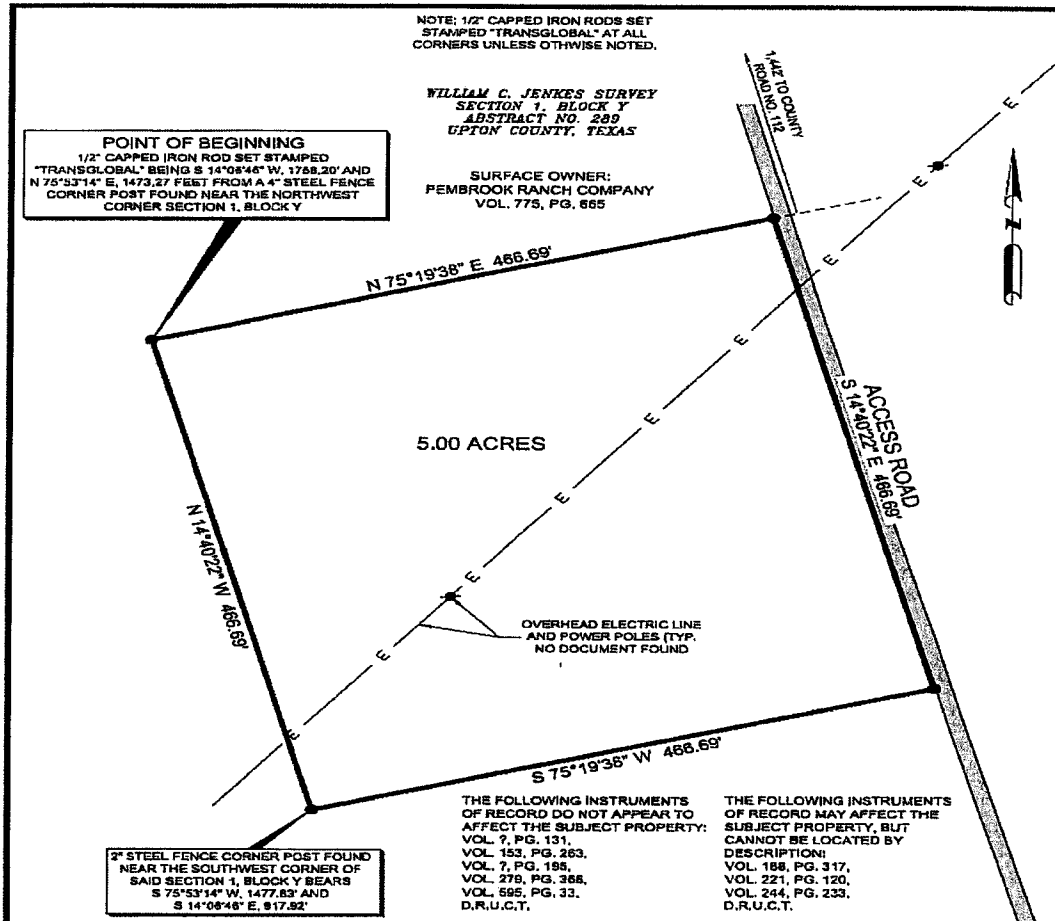 NOTE; 1/2" CAPPED IRON RODS SET
STAMPED "TRANSGLOBAL" AT ALL
CORNERS UNLESS OTHWISE NOTED.
WILLIAM C. JENKES SURVEY
SECTION 1, BLOCK Y
ABSTRACT NO. 289
UPTON COUNTY, TEXAS
SURFACE OWNER:
PEMBROOK RANCH COMPANY
VOL. 775, PG. 665
1,442' TO COUNTY
ROAD NO. 112
POINT OF BEGINNING
1/2" CAPPED IRON ROD SET STAMPED
"TRANSGLOBAL" BEING S 14°06'46" W, 1758.20' AND
N 75°53'14" E, 1473.27 FEET FROM A 4" STEEL FENCE
CORNER POST FOUND NEAR THE NORTHWEST
CORNER SECTION 1, BLOCK Y
N
N 75°19'38" E 466.69'
E
E
E
E
E
E
E
E
E
5.00 ACRES
ACCESS ROAD
S 14°40'22" E 466.69'
N 14°40'22" W 466.69'
OVERHEAD ELECTRIC LINE
AND POWER POLES (TYP.
NO DOCUMENT FOUND
S 75°19'38" W 466.69'
2" STEEL FENCE CORNER POST FOUND
NEAR THE SOUTHWEST CORNER OF
SAID SECTION 1, BLOCK Y BEARS
S 75°53'14" W, 1477.83' AND
S 14°06'46" E, 917.92'
THE FOLLOWING INSTRUMENTS
OF RECORD DO NOT APPEAR TO
AFFECT THE SUBJECT PROPERTY:
VOL. ?, PG. 131,
VOL. 153, PG. 263,
VOL. ?, PG. 195,
VOL. 279, PG. 368,
VOL. 595, PG. 33,
D.R.U.C.T.
THE FOLLOWING INSTRUMENTS
OF RECORD MAY AFFECT THE
SUBJECT PROPERTY, BUT
CANNOT BE LOCATED BY
DESCRIPTION:
VOL. 188, PG. 317,
VOL. 221, PG. 120,
VOL. 244, PG. 233,
D.R.U.C.T.